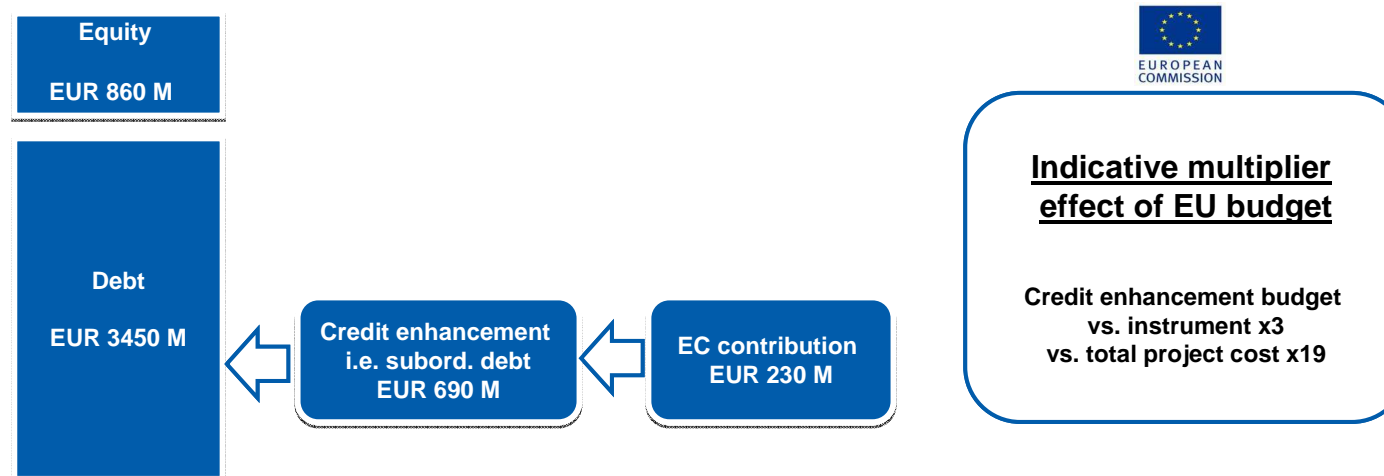 Equity
EUR 860 M
Debt
EUR 3450 M
Credit enhancement
i.e. subord. debt
EUR 690 M
EC contribution
EUR 230 M
EUROPEAN
COMMISSION
Indicative multiplier
effect of EU budget
Credit enhancement budget
vs. instrument x3
vs. total project cost x19